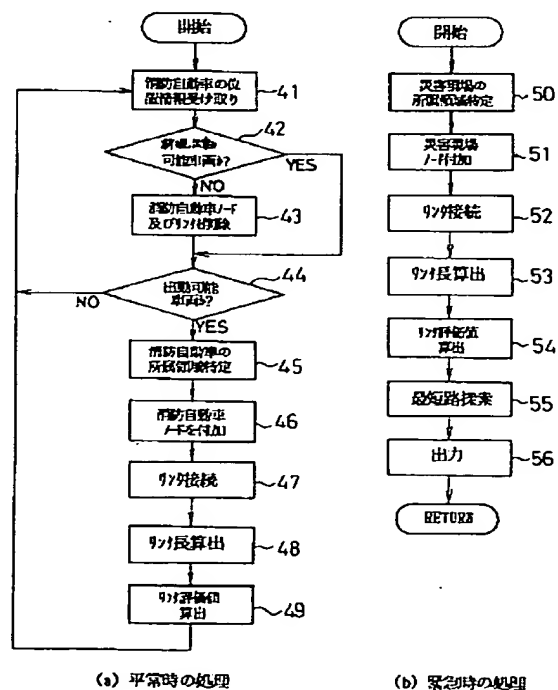 開始
消防自動車の位
置情報受け取り
41
42
可能車両か?
YES
NO
消防自動車ノード
及びリンクを削除
43
44
出動可能
車両か?
NO
YES
消防自動車の
所属領域特定
45
消防自動車
ノードを付加
46
リンク接続
47
リンク長算出
48
リンク評価値
算出
49
(a) 平常時の処理
開始
災害現場の
所属領域特定
50
災害現場
ノード付加
51
リンク接続
52
リンク長算出
53
リンク評価値
算出
54
最短路探索
55
出力
56
RETURN
(b) 緊急時の処理